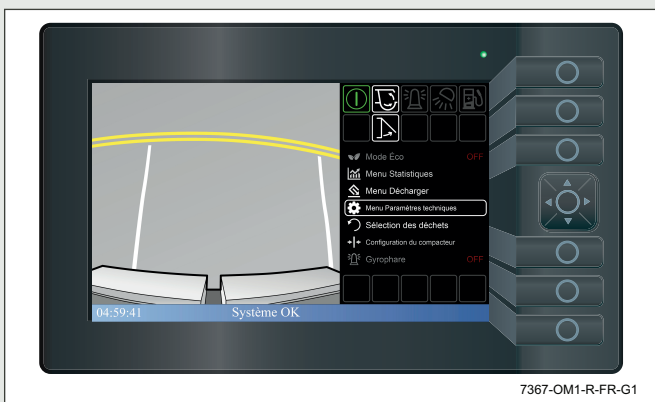 Mode Éco OFF
Menu Statistiques
Menu Décharger
Menu Paramètres techniques
Sélection des déchets
Configuration du compacteur
Gyrophare OFF
04:59:41 Système OK
7367-OM1-R-FR-G1